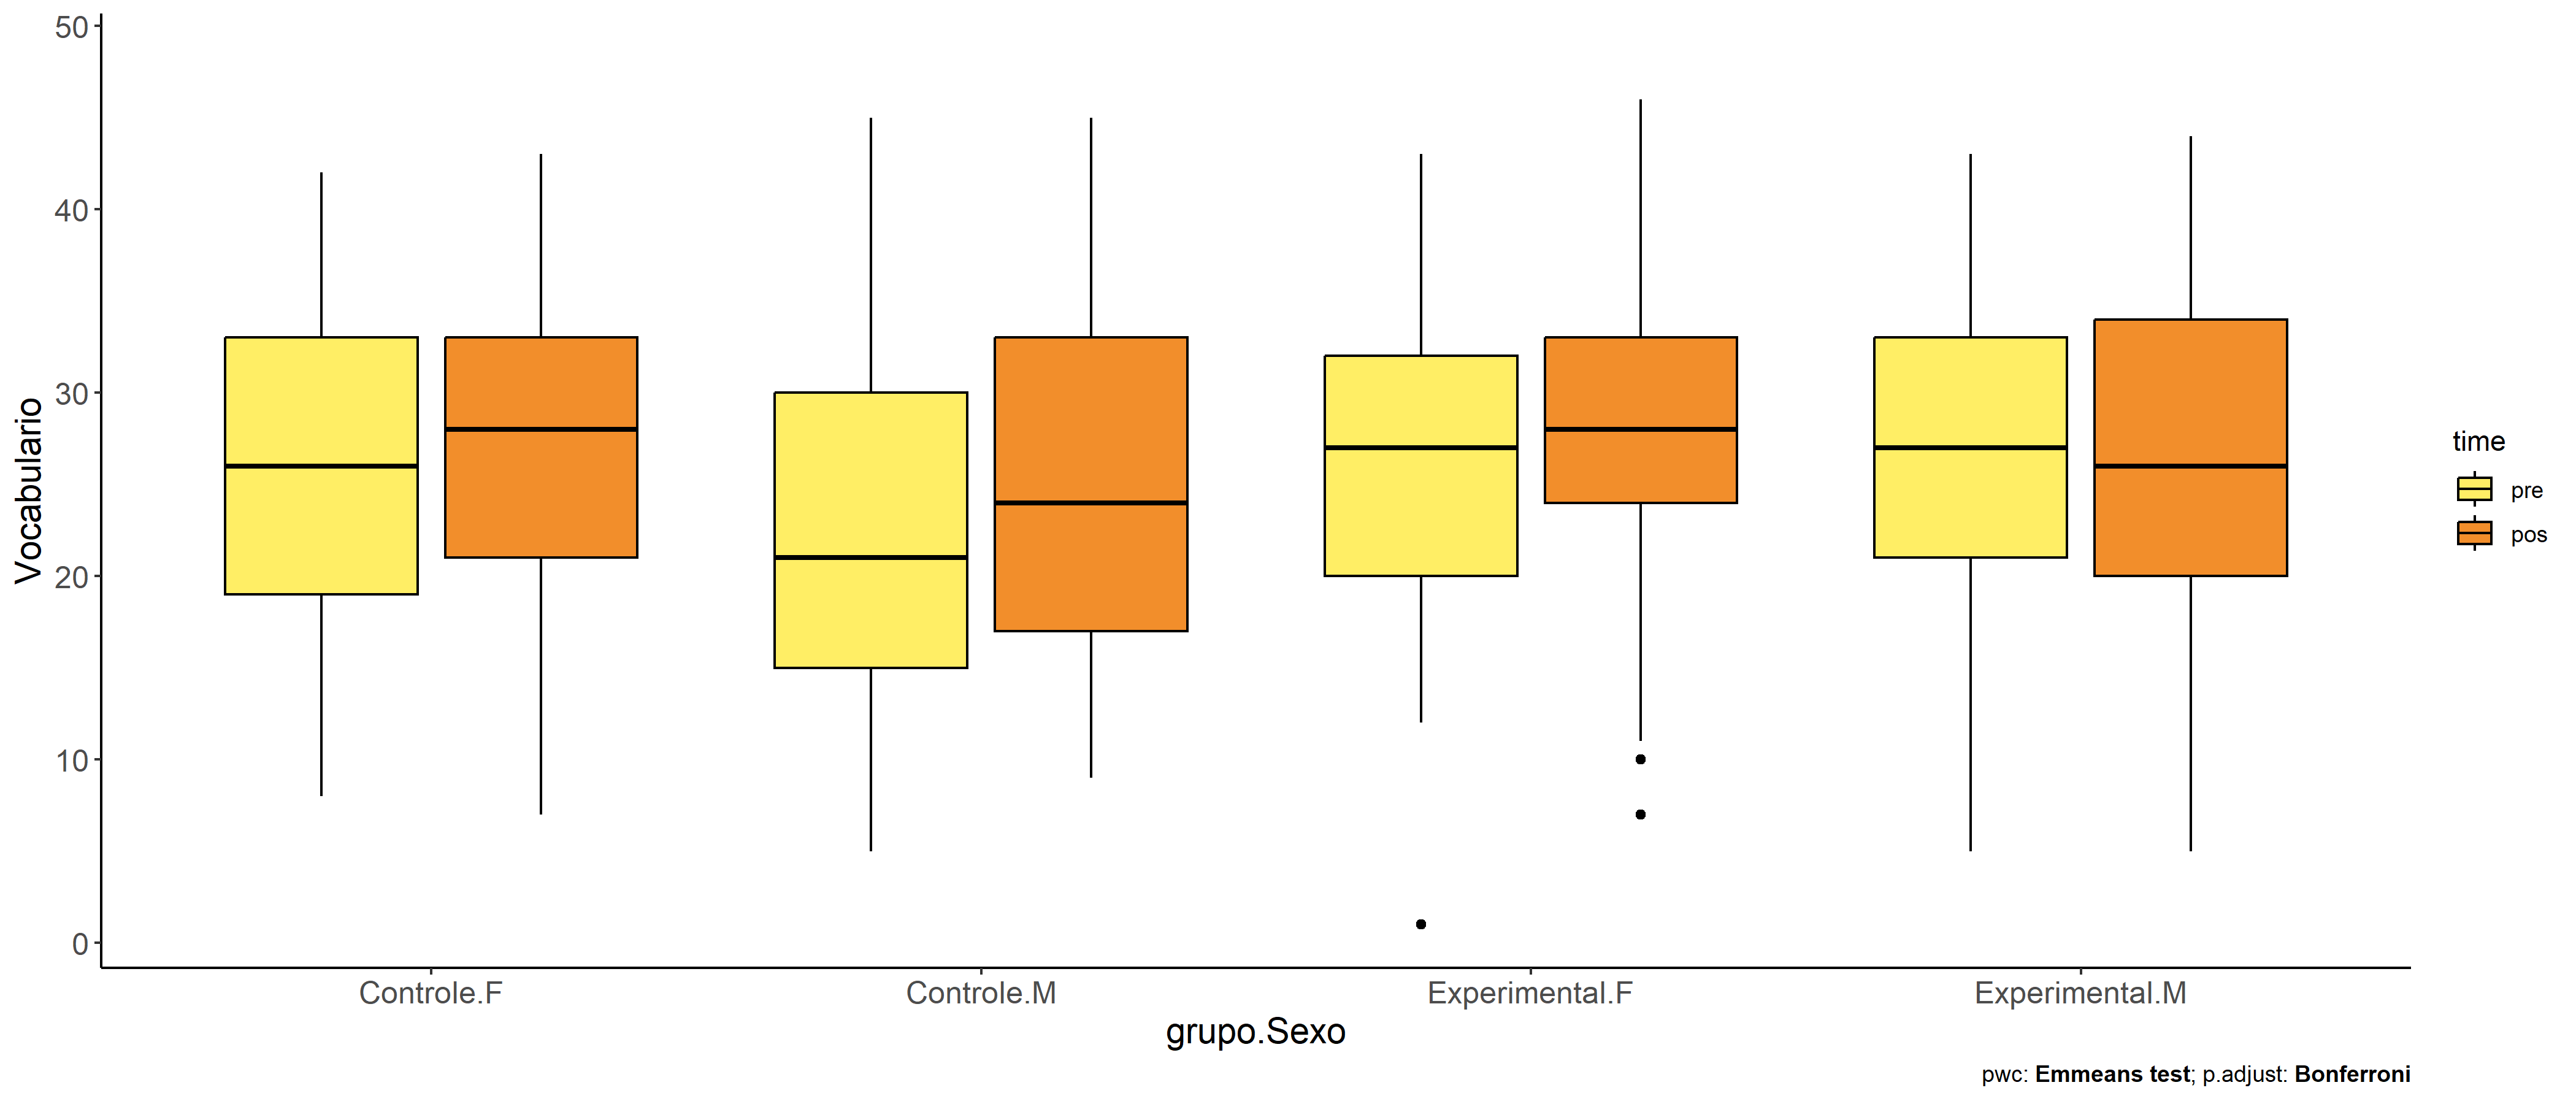 Vocabulario
50
40
30
20
10
0
Controle.F
Controle.M
Experimental.F
Experimental.M
grupo.Sexo
time
pre
pos
pwc: Emmeans test; p.adjust: Bonferroni